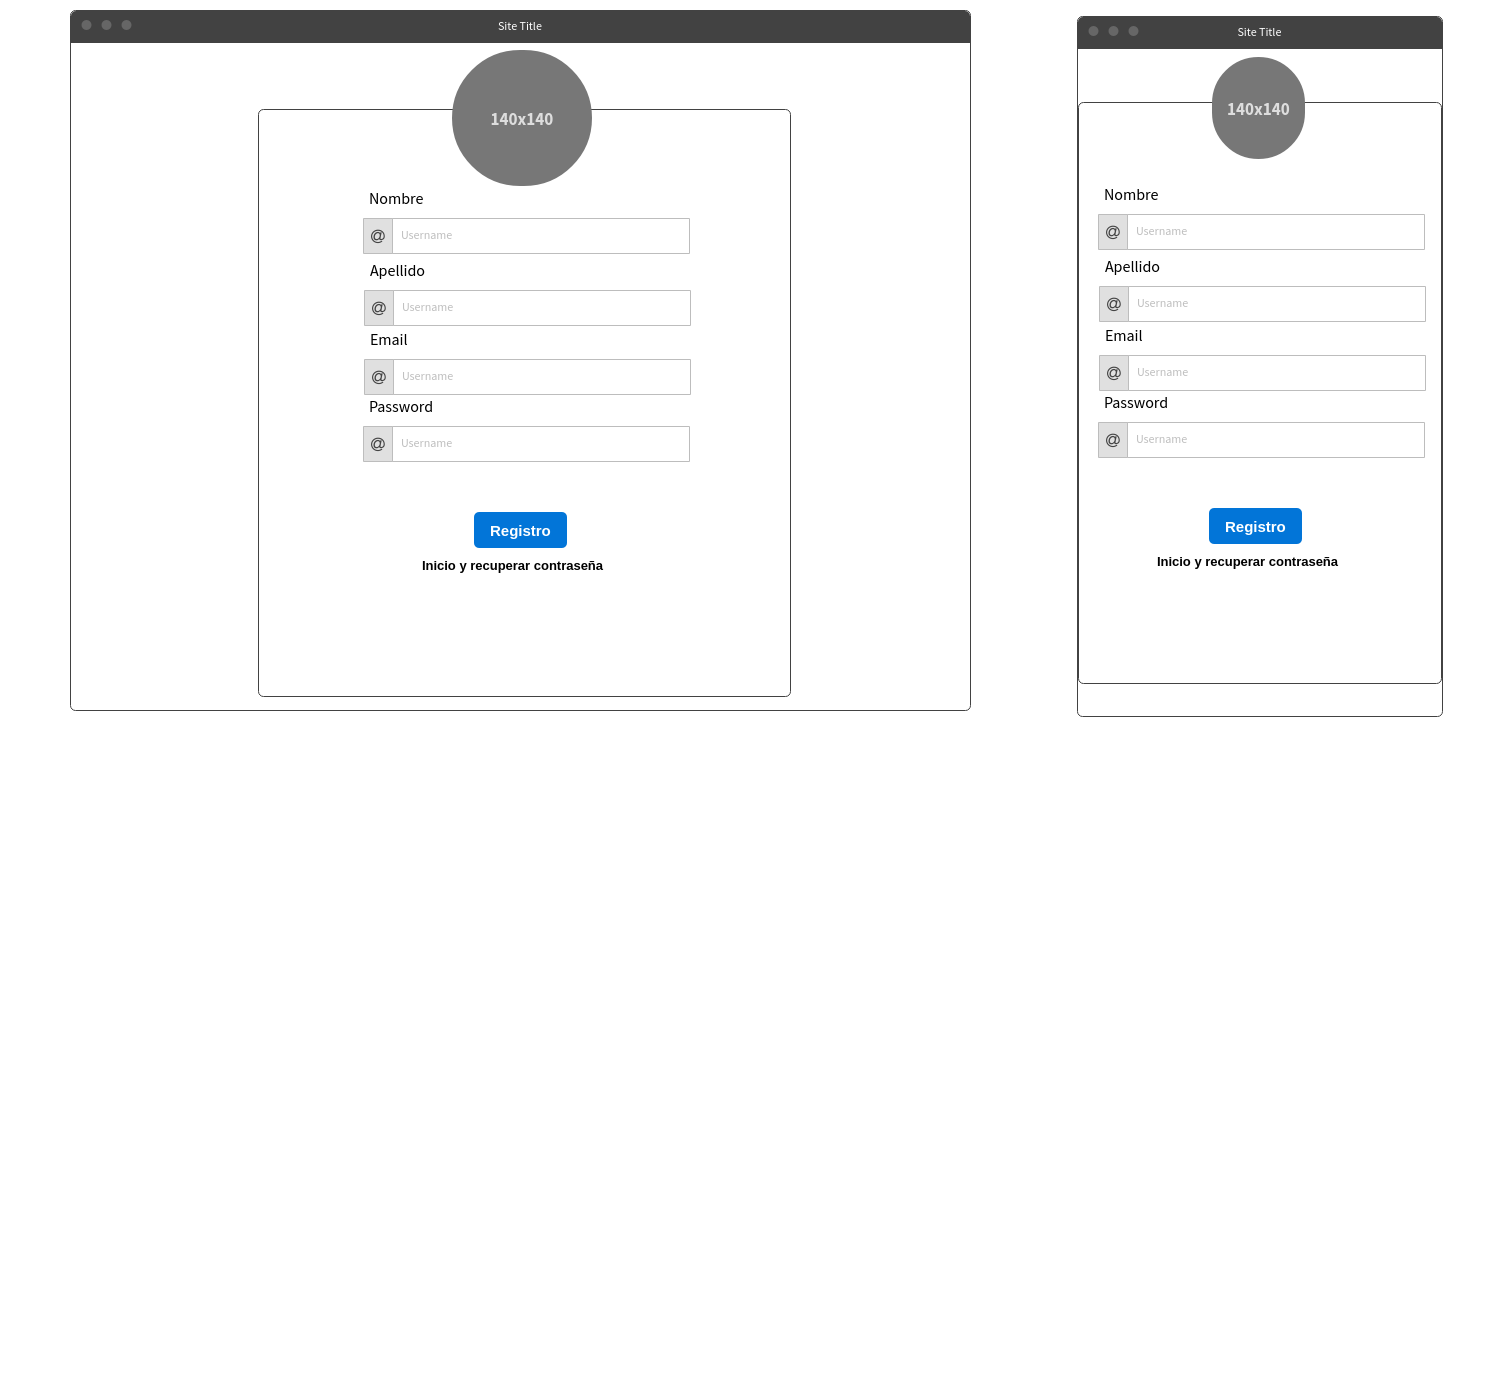 Site Title
140x140
Nombre
@ Username
Apellido
@ Username
Email
@ Username
Password
@ Username
Registro
Inicio y recuperar contraseña
Site Title
140x140
Nombre
@ Username
Apellido
@ Username
Email
@ Username
Password
@ Username
Registro
Inicio y recuperar contraseña